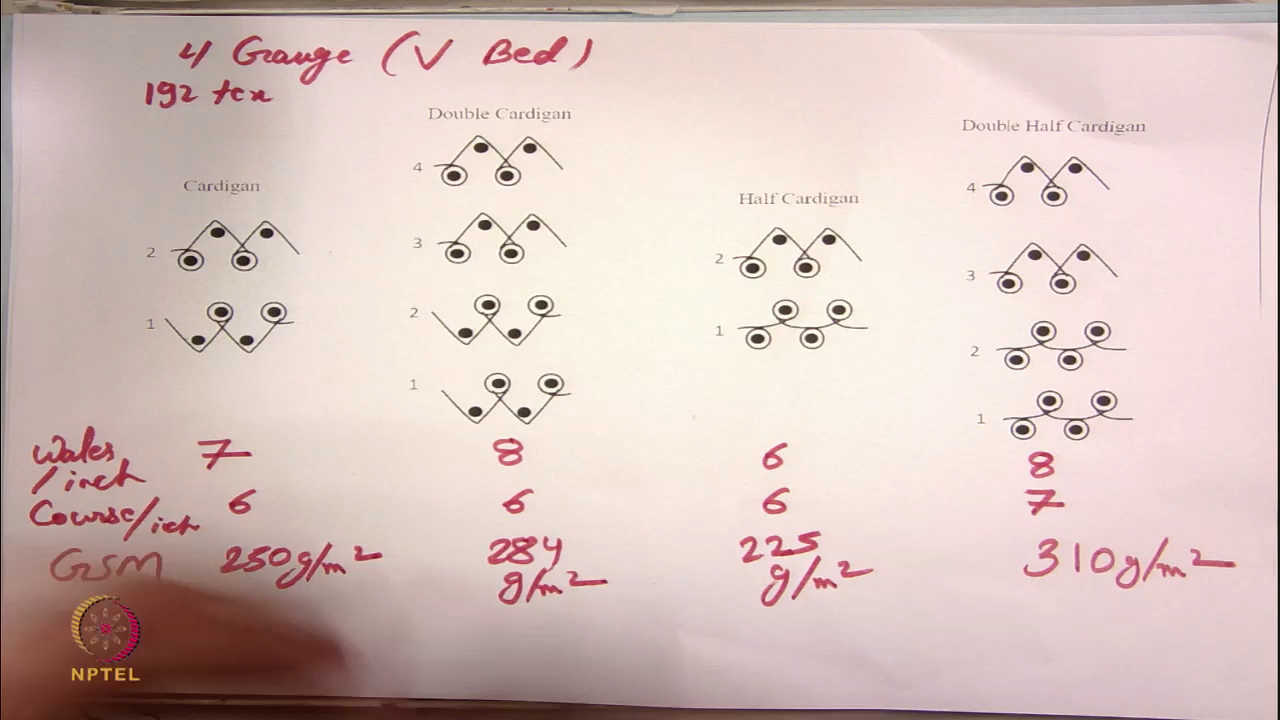 4 Grauge (V Bed)
192 tex
Double Cardigan
Double Half Cardigan
Cardigan
Half Cardigan
4
4
3
3
2
2
2
2
1
1
1
1
Wales 7 8 6 8
/inch
Course/ich 6 6 6 7
GSM 250g/m² 284 225 310g/m²
g/m² g/m²
NPTEL